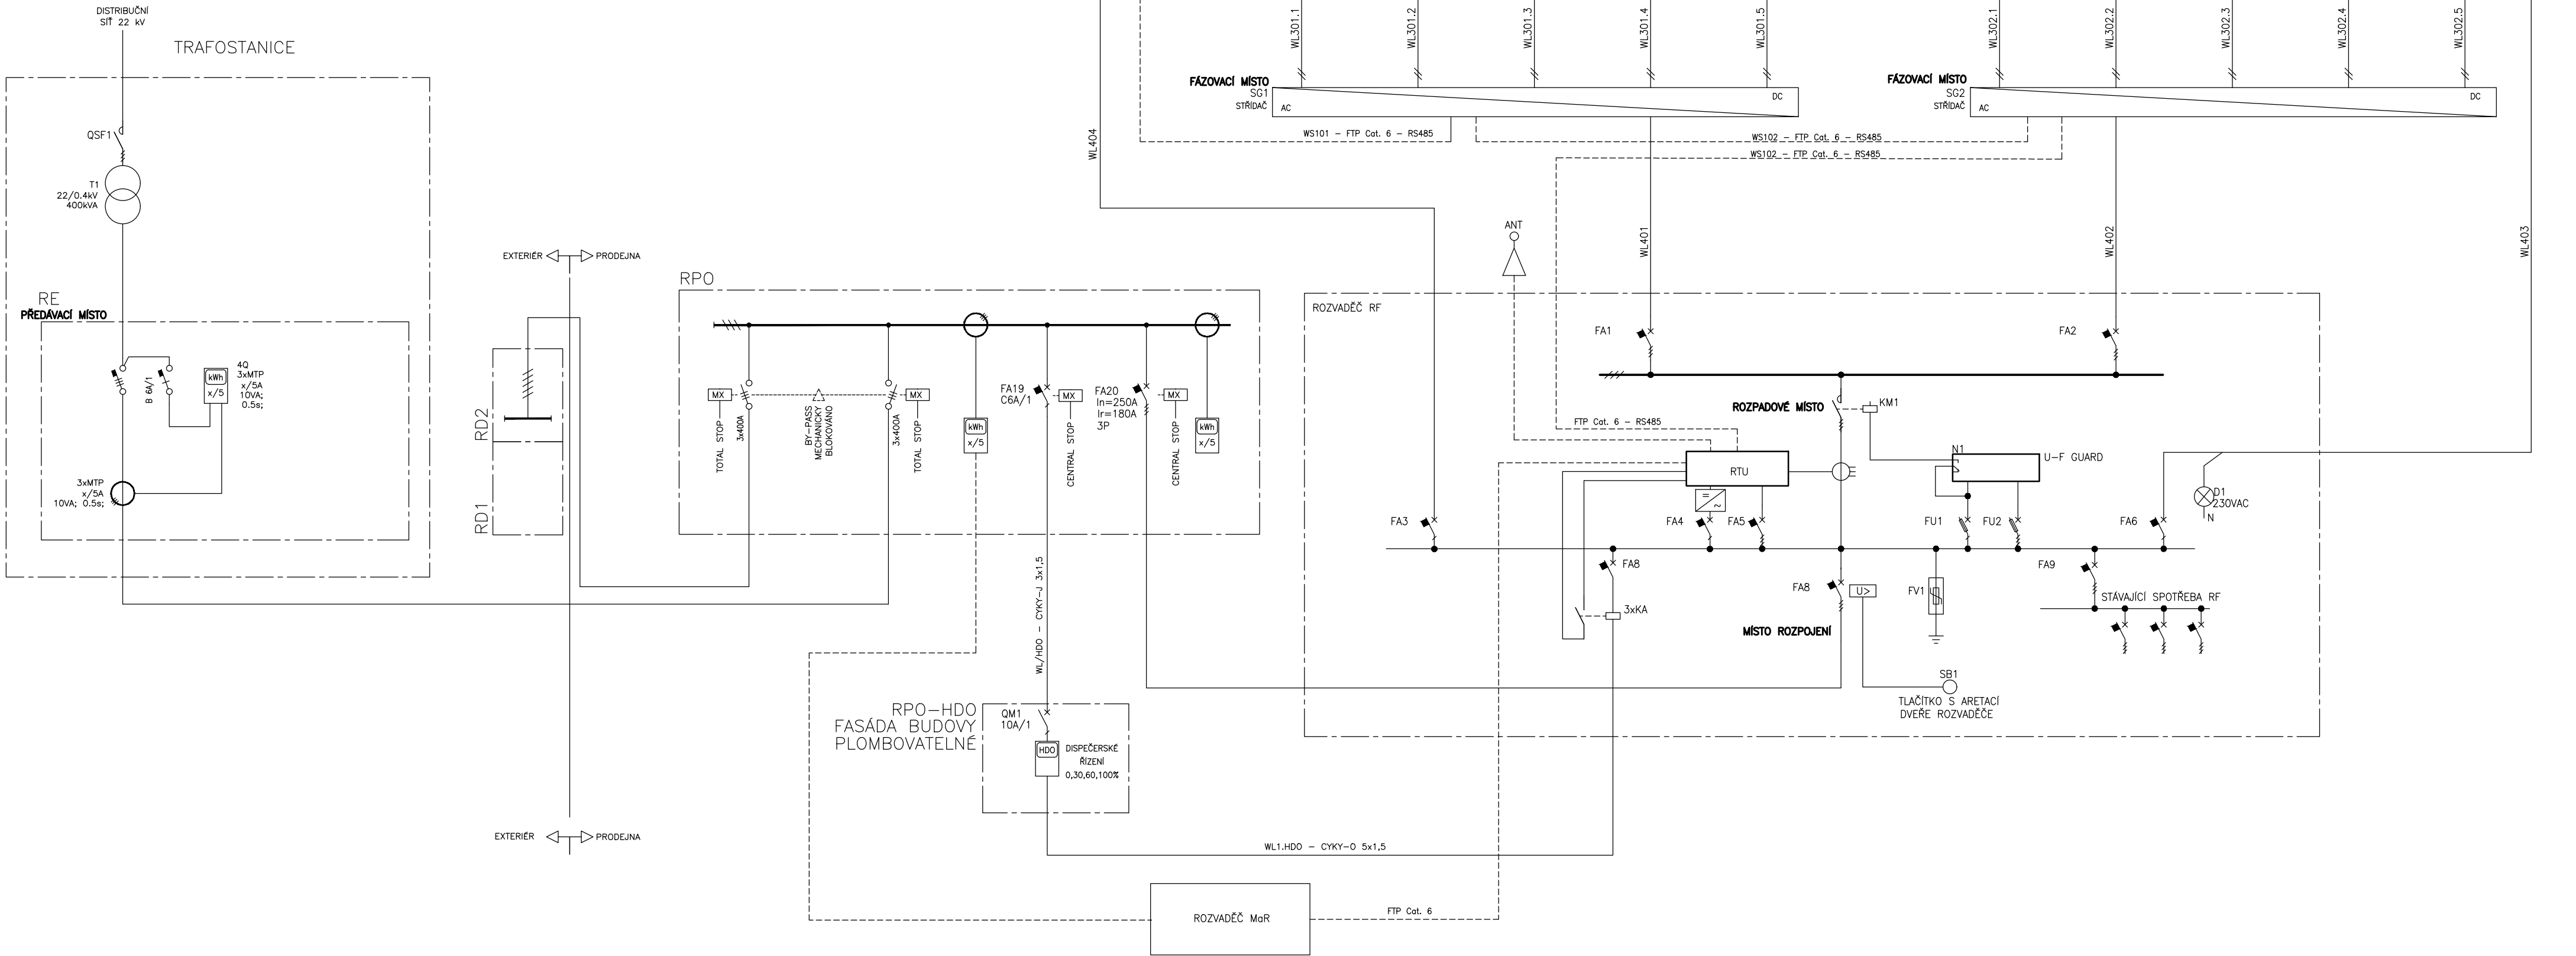 DISTRIBUČNÍ
SÍŤ 22 kV
TRAFOSTANICE
QSF1
T1
22/0.4kV
400kVA
RE
PŘEDÁVACÍ MÍSTO
B 6A/1
kWh
x/5
4Q
3xMTP
x/5A
10VA;
0.5s;
3xMTP
x/5A
10VA; 0.5s;
EXTERIÉR
PRODEJNA
RD2
RD1
EXTERIÉR
PRODEJNA
RPO
MX
TOTAL STOP
3x400A
BY-PASS
MECHANICKY
BLOKOVÁNO
3x400A
MX
TOTAL STOP
kWh
x/5
FA19
C6A/1
MX
CENTRAL STOP
FA20
In=250A
Ir=180A
3P
MX
CENTRAL STOP
kWh
x/5
WL/HDO - CYKY-J 3x1,5
RPO-HDO
FASÁDA BUDOVY
PLOMBOVATELNÉ
QM1
10A/1
HDO
DISPEČERSKÉ
ŘÍZENÍ
0,30,60,100%
WL1.HDO - CYKY-O 5x1,5
ROZVADĚČ MaR
FTP Cat. 6
WL404
WL301.1
WL301.2
WL301.3
WL301.4
WL301.5
FÁZOVACÍ MÍSTO
SG1
STŘÍDAČ
AC
DC
WS101 - FTP Cat. 6 - RS485
WL302.1
WL302.2
WL302.3
WL302.4
WL302.5
FÁZOVACÍ MÍSTO
SG2
STŘÍDAČ
AC
DC
WS102 - FTP Cat. 6 - RS485
WS102 - FTP Cat. 6 - RS485
ANT
WL401
WL402
WL403
ROZVADĚČ RF
FA1
FA2
ROZPADOVÉ MÍSTO
KM1
FTP Cat. 6 - RS485
RTU
N1
U-F GUARD
=
~
D1
230VAC
N
FA3
FA4
FA5
FU1
FU2
FA6
FA8
3xKA
FA8
U>
FV1
FA9
STÁVAJÍCÍ SPOTŘEBA RF
MÍSTO ROZPOJENÍ
SB1
TLAČÍTKO S ARETACÍ
DVEŘE ROZVADĚČE